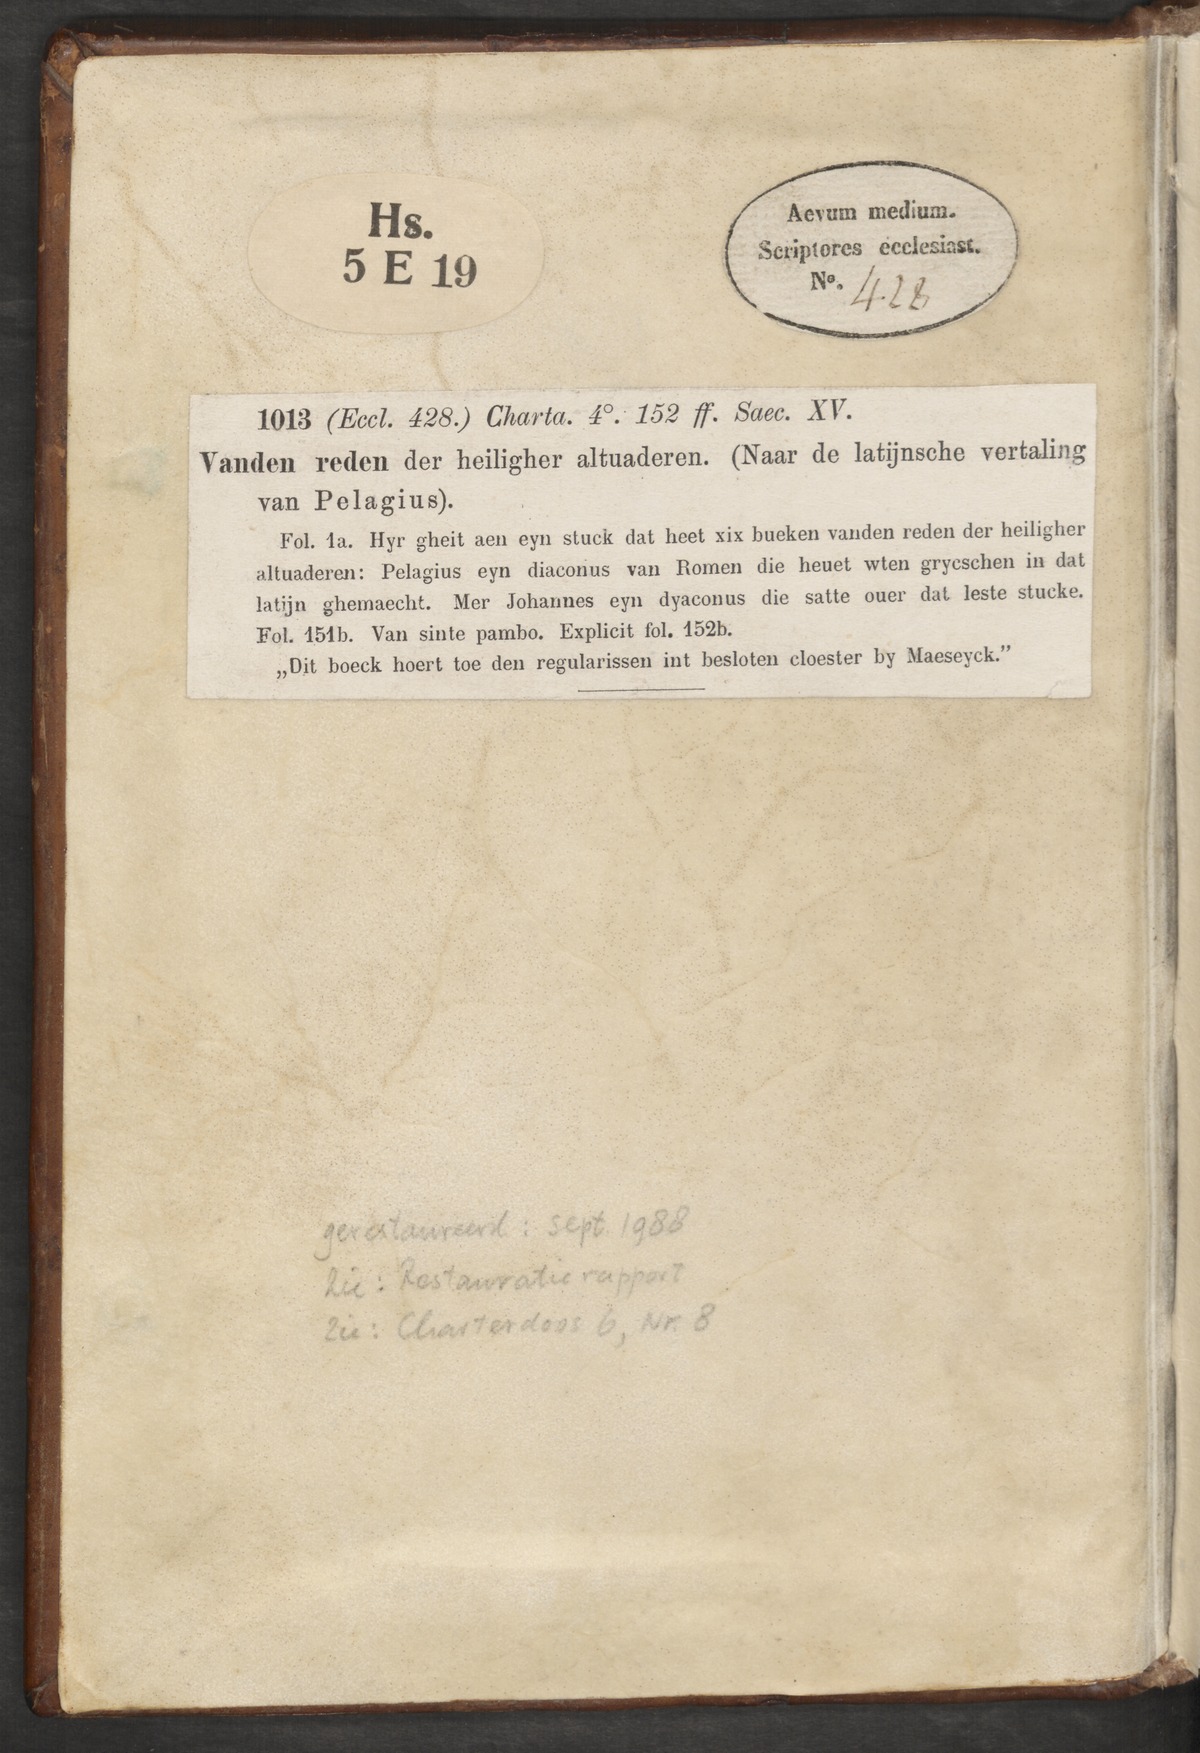 Hs.
5 E 19
Aevum medium.
Scriptores ecclesiast.
Nº. 428
1013 (Eccl. 428.) Charta. 4°. 152 ff. Saec. XV.
Vanden reden der heiligher altuaderen. (Naar de latijnsche vertaling
van Pelagius).
Fol. 1a. Hyr gheit aen eyn stuck dat heet xix bueken vanden reden der heiligher
altuaderen: Pelagius eyn diaconus van Romen die heuet wten grycschen in dat
latijn ghemaecht. Mer Johannes eyn dyaconus die satte ouer dat leste stucke.
Fol. 151b. Van sinte pambo. Explicit fol. 152b.
„Dit boeck hoert toe den regularissen int besloten cloester by Maeseyck.”
gerestaureerd : sept. 1988
Zie : Restauratie rapport
Zie : Charterdoos 6, Nr. 8